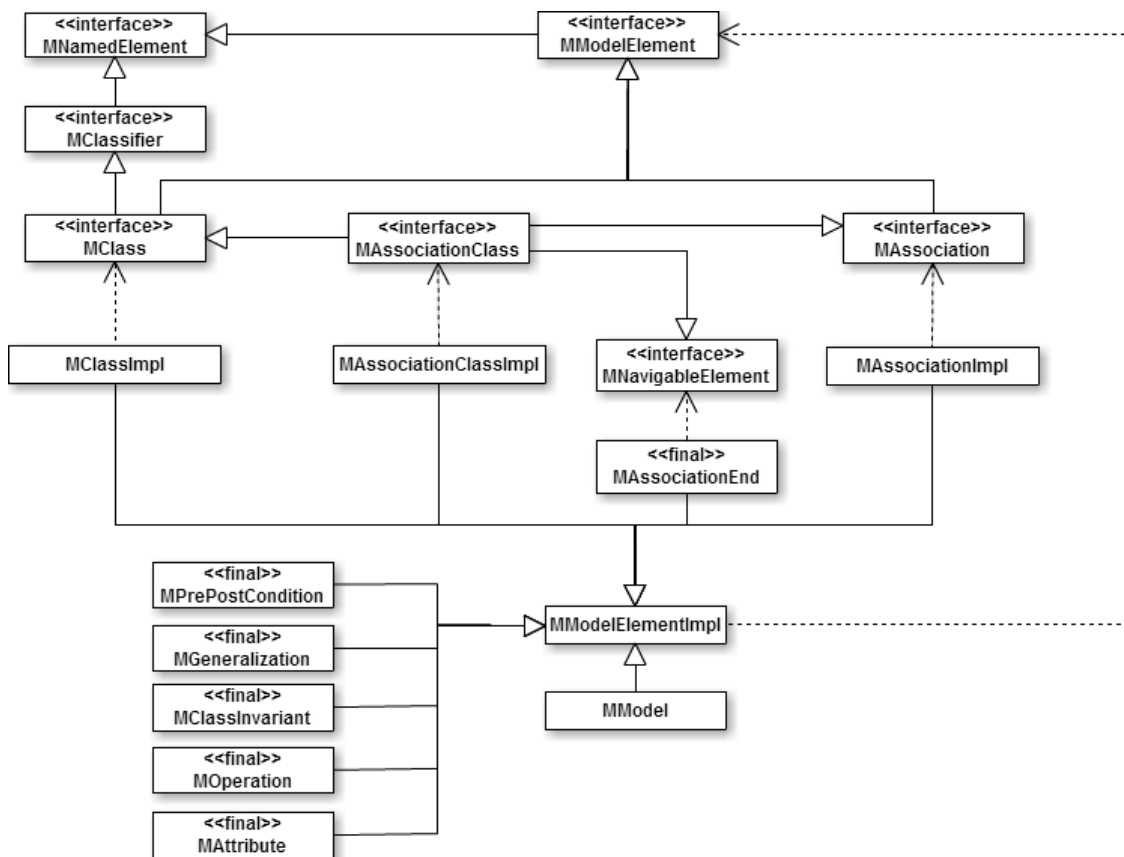 <<interface>>
MNamedElement
<<interface>>
MModelElement
<<interface>>
MClassifier
<<interface>>
MClass
<<interface>>
MAssociationClass
<<interface>>
MAssociation
MClassImpl
MAssociationClassImpl
<<interface>>
MNavigableElement
MAssociationImpl
<<final>>
MAssociationEnd
<<final>>
MPrePostCondition
MModelElementImpl
<<final>>
MGeneralization
<<final>>
MClassInvariant
MModel
<<final>>
MOperation
<<final>>
MAttribute